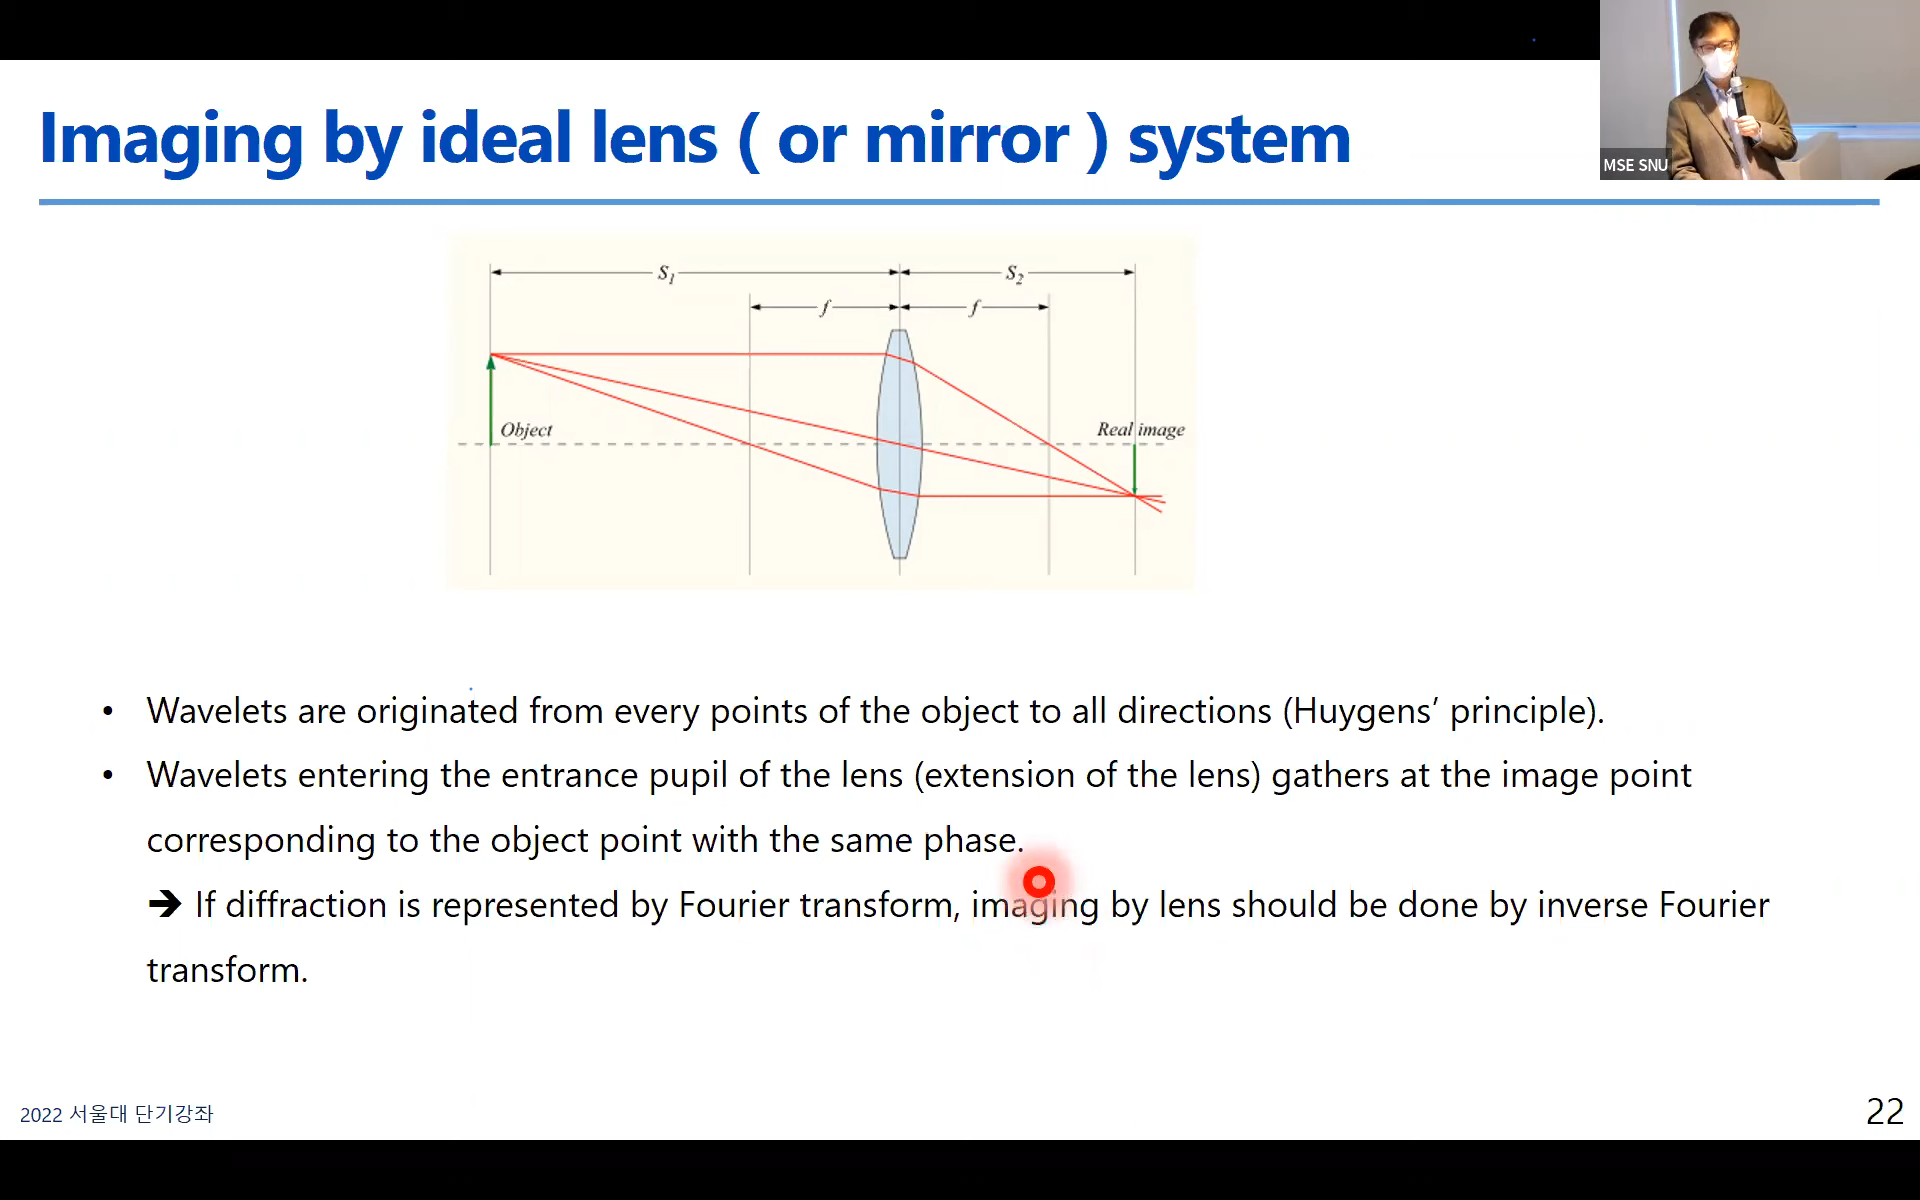 MSE SNU
Imaging by ideal lens ( or mirror ) system
S1
S2
f
f
Object
Real image
• Wavelets are originated from every points of the object to all directions (Huygens’ principle).
• Wavelets entering the entrance pupil of the lens (extension of the lens) gathers at the image point
corresponding to the object point with the same phase.
➔ If diffraction is represented by Fourier transform, imaging by lens should be done by inverse Fourier
transform.
2022 서울대 단기강좌
22